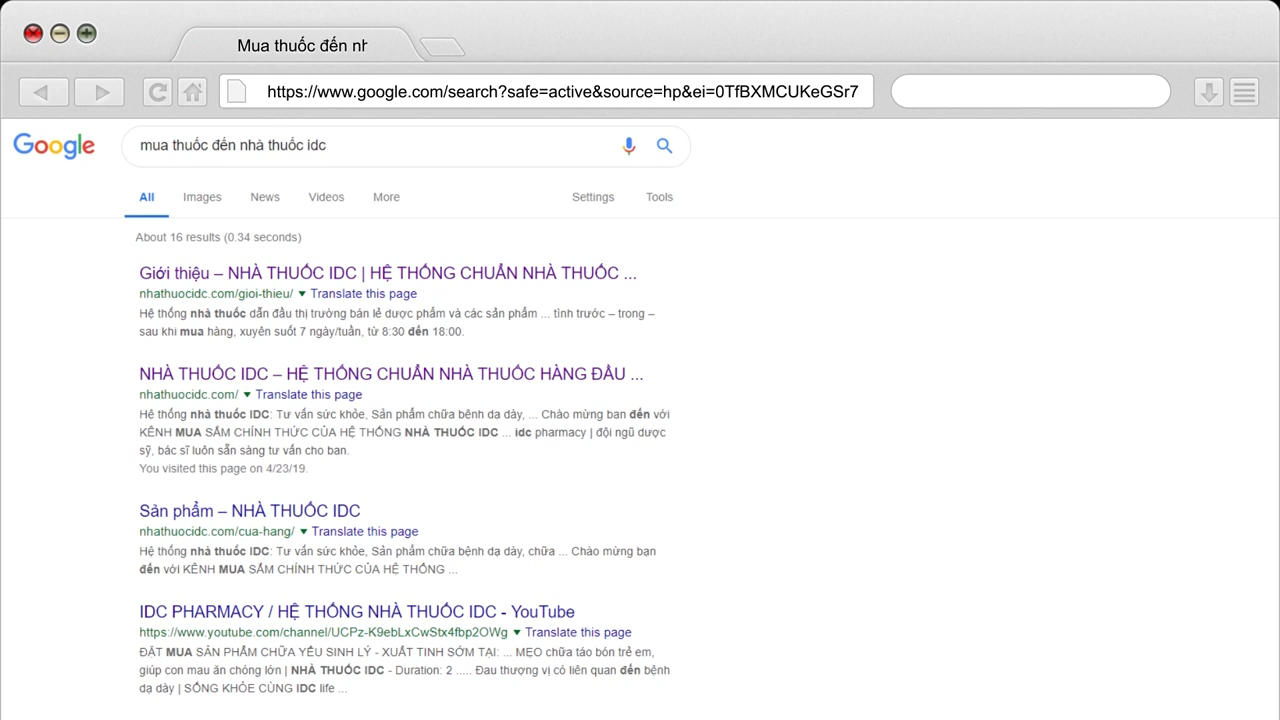 Mua thuốc đến nh
https://www.google.com/search?safe=active&source=hp&ei=0TfBXMCUKeGSr7
Google
mua thuốc đến nhà thuốc idc
All Images News Videos More Settings Tools
About 16 results (0.34 seconds)
Giới thiệu – NHÀ THUỐC IDC | HỆ THỐNG CHUẨN NHÀ THUỐC ...
nhathuocidc.com/gioi-thieu/ ▼ Translate this page
Hệ thống nhà thuốc dẫn đầu thị trường bán lẻ dược phẩm và các sản phẩm ... tình trước – trong –
sau khi mua hàng, xuyên suốt 7 ngày/tuần, từ 8:30 đến 18:00.
NHÀ THUỐC IDC – HỆ THỐNG CHUẨN NHÀ THUỐC HÀNG ĐẦU ...
nhathuocidc.com/ ▼ Translate this page
Hệ thống nhà thuốc IDC: Tư vấn sức khỏe, Sản phẩm chữa bệnh dạ dày, ... Chào mừng bạn đến với
KÊNH MUA SẮM CHÍNH THỨC CỦA HỆ THỐNG NHÀ THUỐC IDC ... idc pharmacy | đội ngũ dược
sỹ, bác sĩ luôn sẵn sàng tư vấn cho bạn.
You visited this page on 4/23/19.
Sản phẩm – NHÀ THUỐC IDC
nhathuocidc.com/cua-hang/ ▼ Translate this page
Hệ thống nhà thuốc IDC: Tư vấn sức khỏe, Sản phẩm chữa bệnh dạ dày, chữa ... Chào mừng bạn
đến với KÊNH MUA SẮM CHÍNH THỨC CỦA HỆ THỐNG ...
IDC PHARMACY / HỆ THỐNG NHÀ THUỐC IDC - YouTube
https://www.youtube.com/channel/UCPz-K9ebLxCwStx4fbp2OWg ▼ Translate this page
ĐẶT MUA SẢN PHẨM CHỮA YẾU SINH LÝ - XUẤT TINH SỚM TẠI: ... MẸO chữa táo bón trẻ em,
giúp con mau ăn chóng lớn | NHÀ THUỐC IDC - Duration: 2 ..... Đau thượng vị có liên quan đến bệnh
dạ dày | SỐNG KHỎE CÙNG IDC life ...